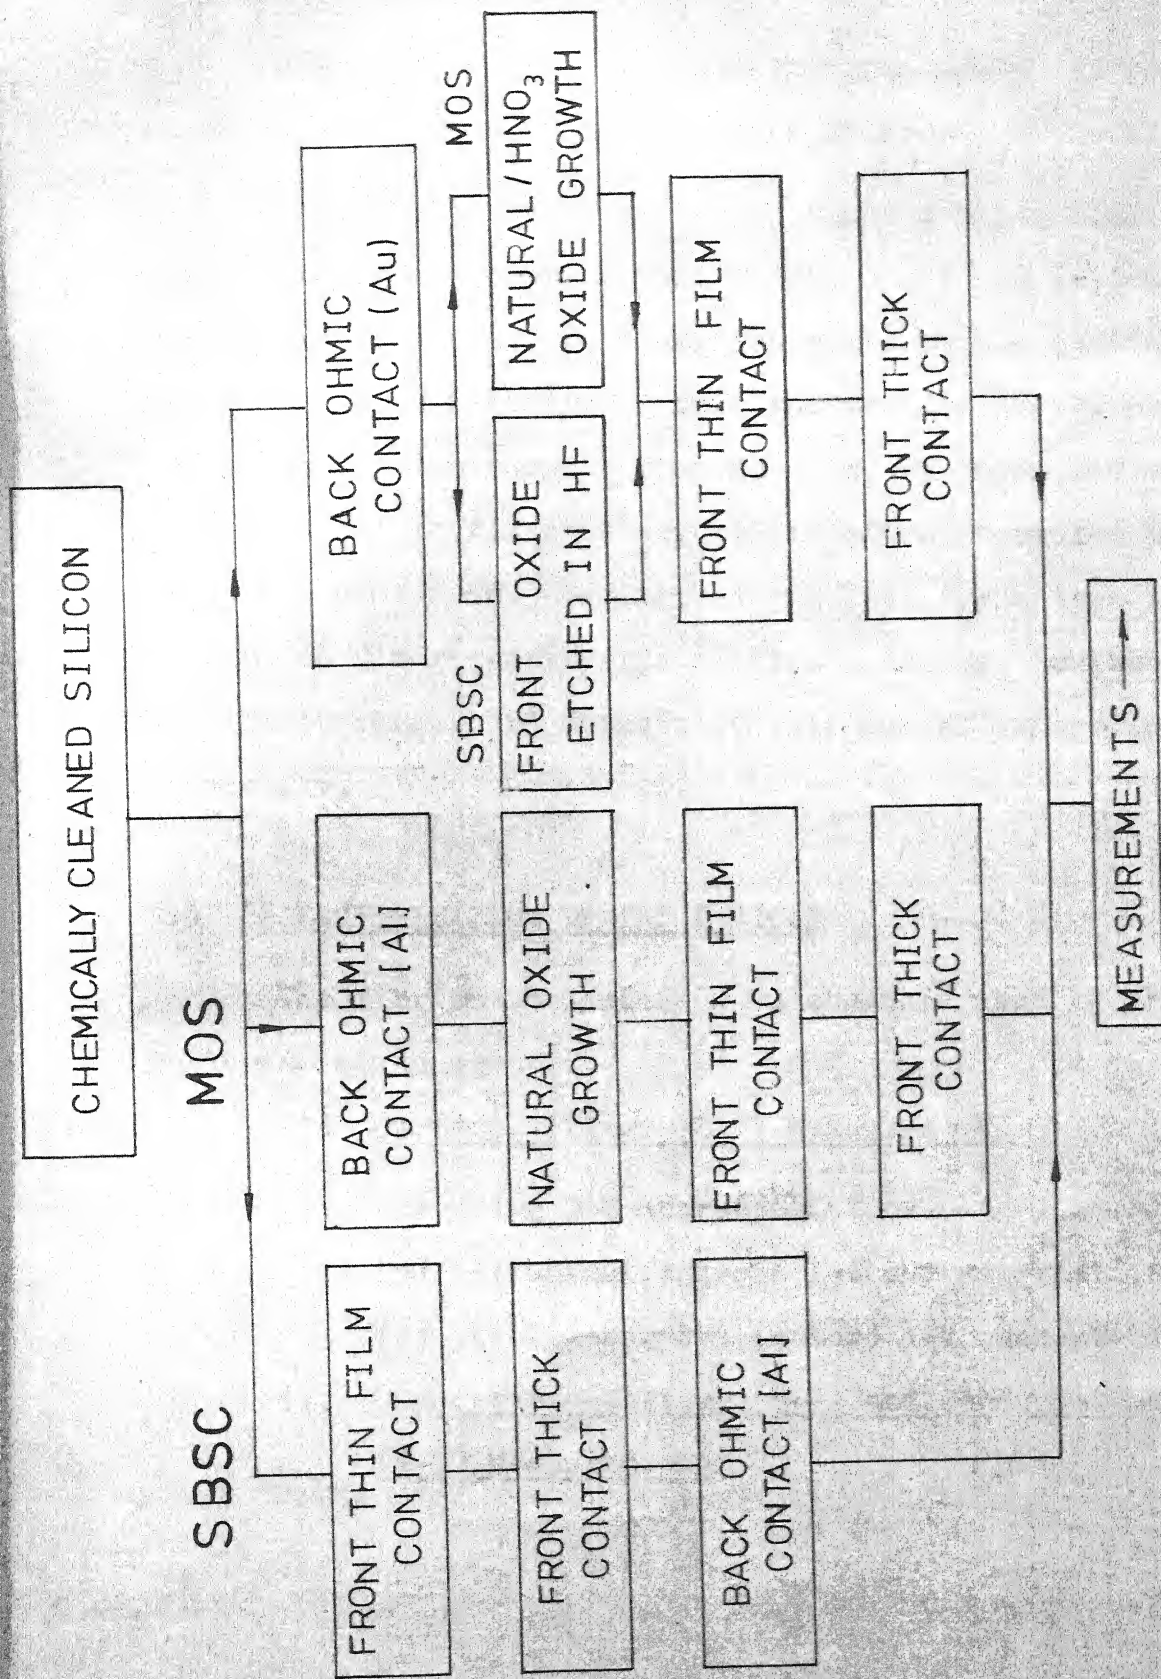 CHEMICALLY CLEANED SILICON
SBSC
MOS
FRONT THIN FILM
CONTACT
FRONT THICK
CONTACT
BACK OHMIC
CONTACT [Al]
BACK OHMIC
CONTACT [Al]
NATURAL OXIDE
GROWTH
FRONT THIN FILM
CONTACT
FRONT THICK
CONTACT
BACK OHMIC
CONTACT (Au)
SBSC
FRONT OXIDE
ETCHED IN HF
MOS
NATURAL/HNO₃
OXIDE GROWTH
FRONT THIN FILM
CONTACT
FRONT THICK
CONTACT
MEASUREMENTS →